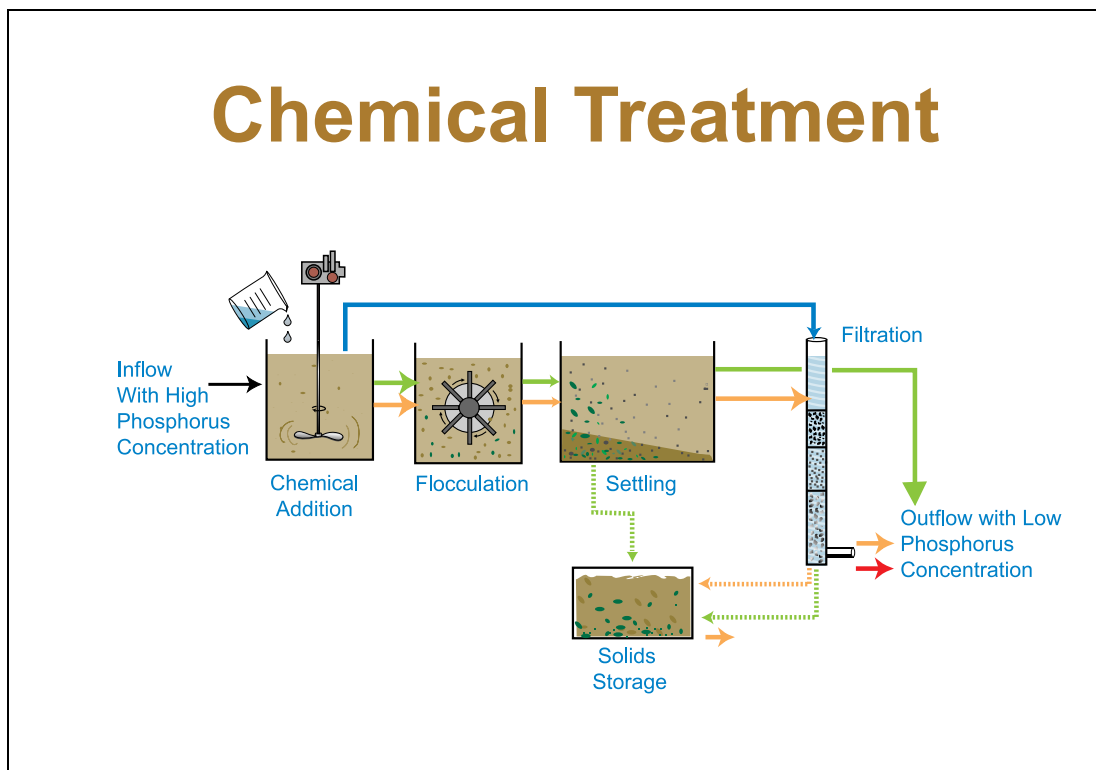 Chemical Treatment
Filtration
Inflow
With High
Phosphorus
Concentration
Chemical
Addition
Flocculation
Settling
Outflow with Low
Phosphorus
Concentration
Solids
Storage